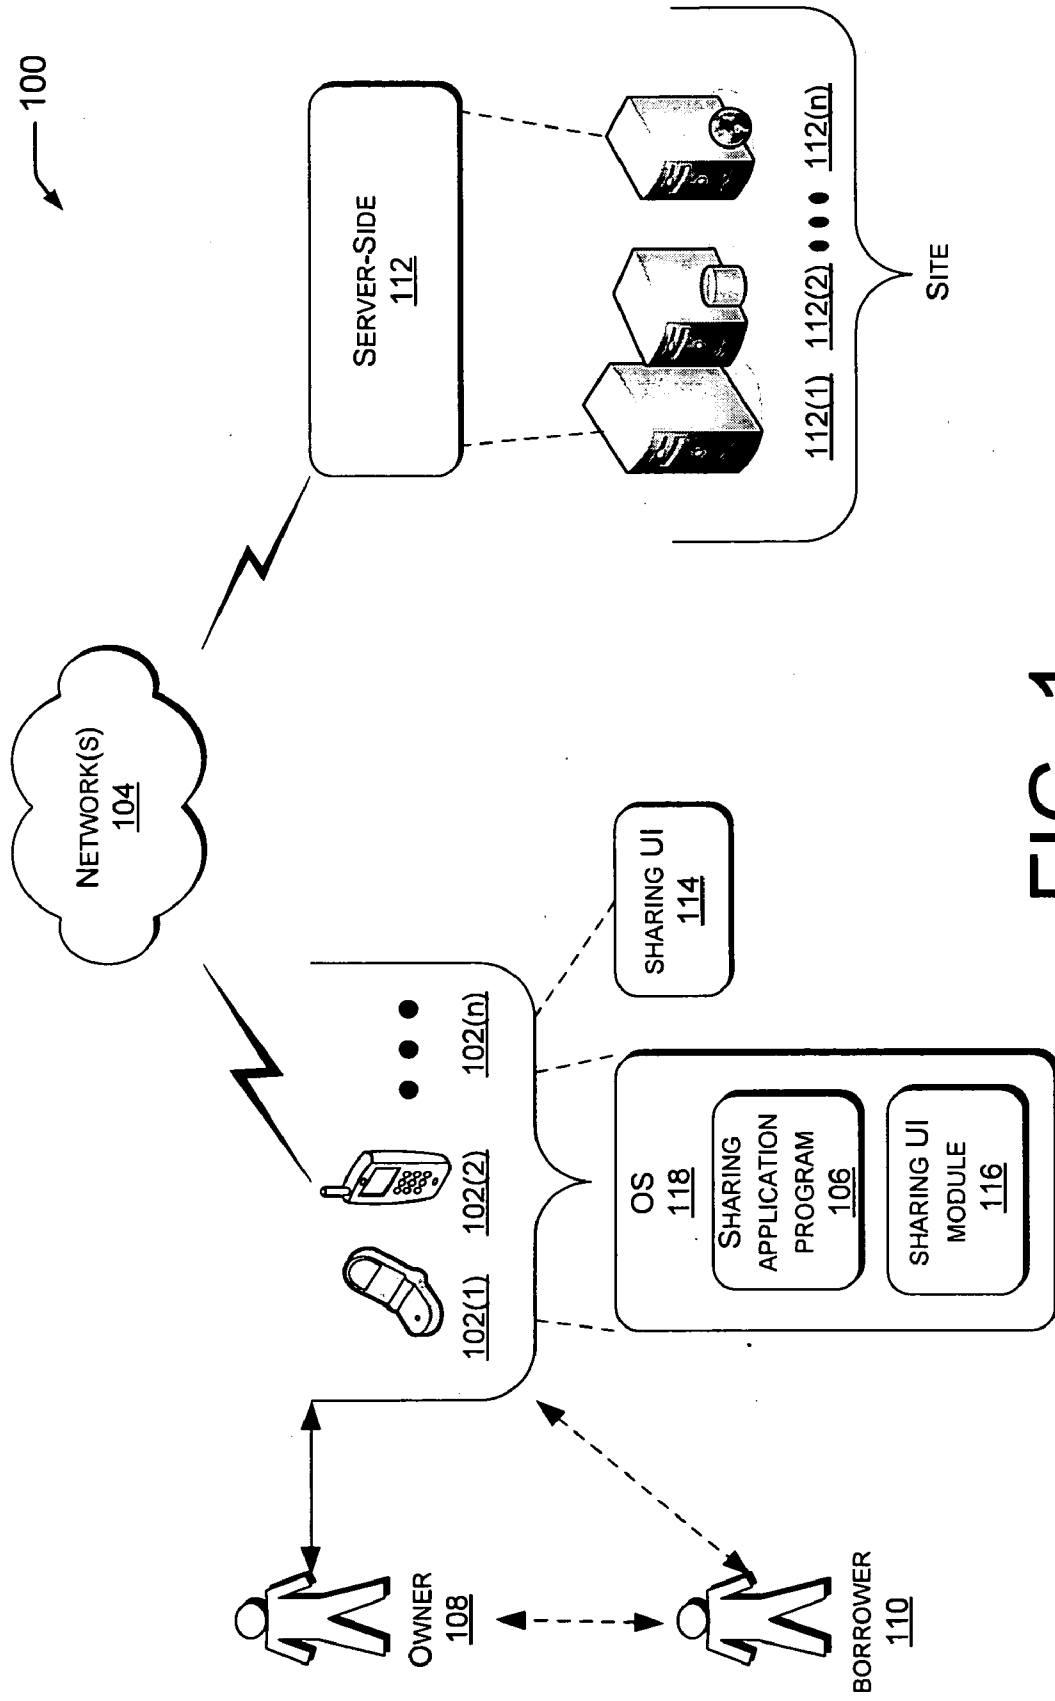 100
NETWORK(S)
104
SERVER-SIDE
112
OWNER
108
102(1)
102(2)
102(n)
112(1)
112(2)
112(n)
SITE
BORROWER
110
OS
118
SHARING
APPLICATION
PROGRAM
106
SHARING UI
MODULE
116
SHARING UI
114
FIG. 1